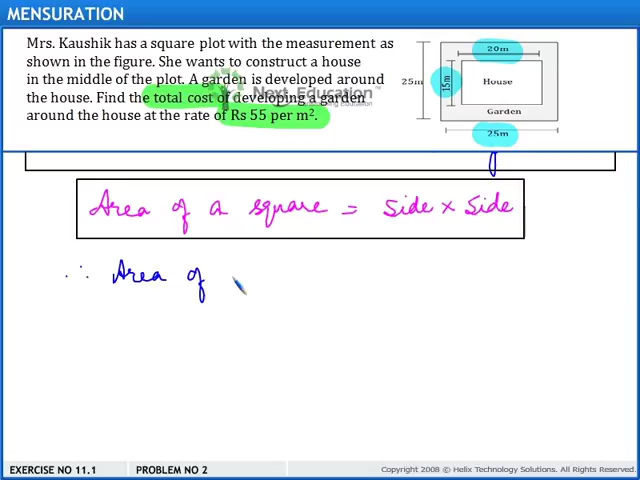 MENSURATION
Mrs. Kaushik has a square plot with the measurement as
shown in the figure. She wants to construct a house
in the middle of the plot. A garden is developed around
the house. Find the total cost of developing a garden
around the house at the rate of Rs 55 per m².
Next Education
20m
25m
15m
House
Garden
25m
Area of a square = side × side
∴ Area of
EXERCISE NO 11.1
PROBLEM NO 2
Copyright 2008 © Helix Technology Solutions. All Rights Reserved.